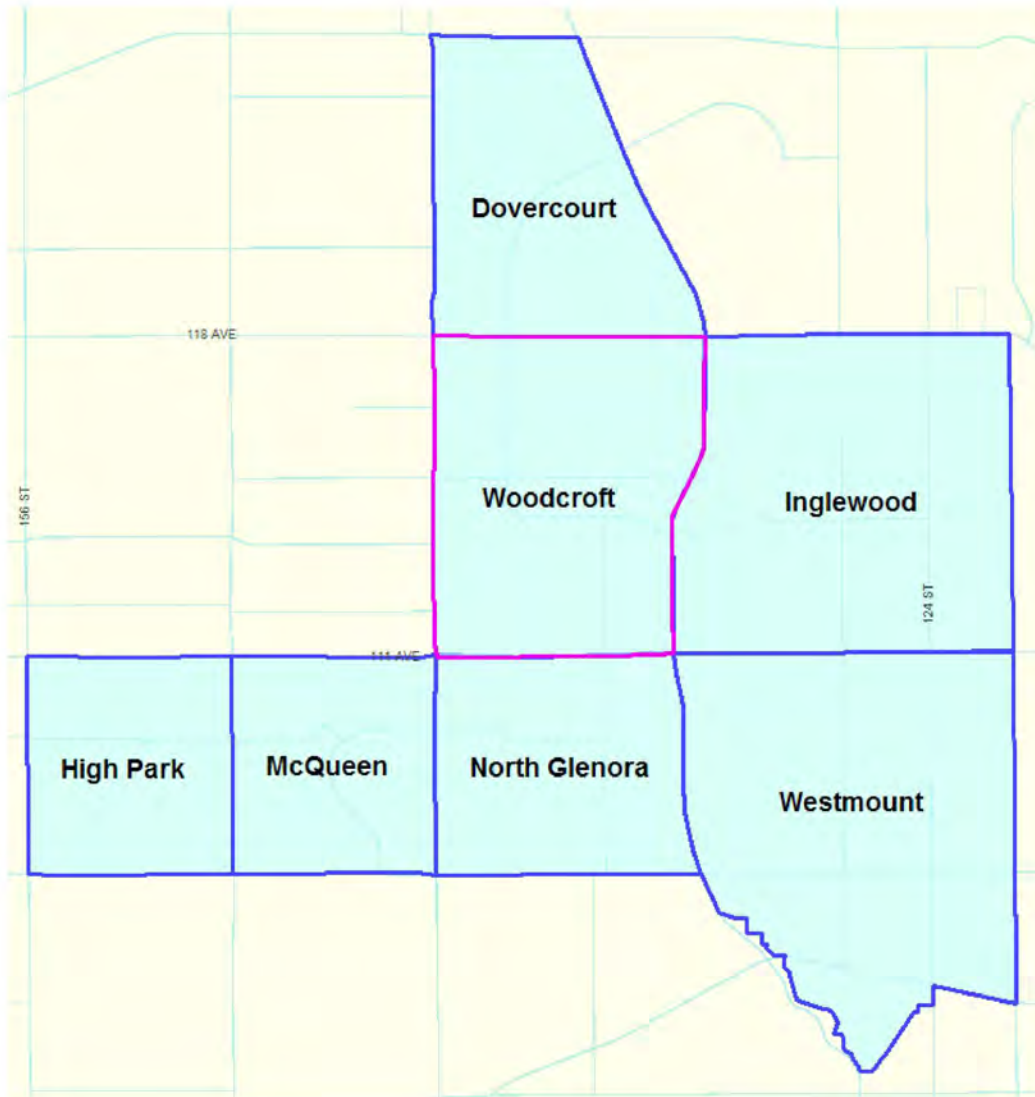 Dovercourt
118 AVE
Woodcroft
Inglewood
156 ST
124 ST
111 AVE
High Park
McQueen
North Glenora
Westmount